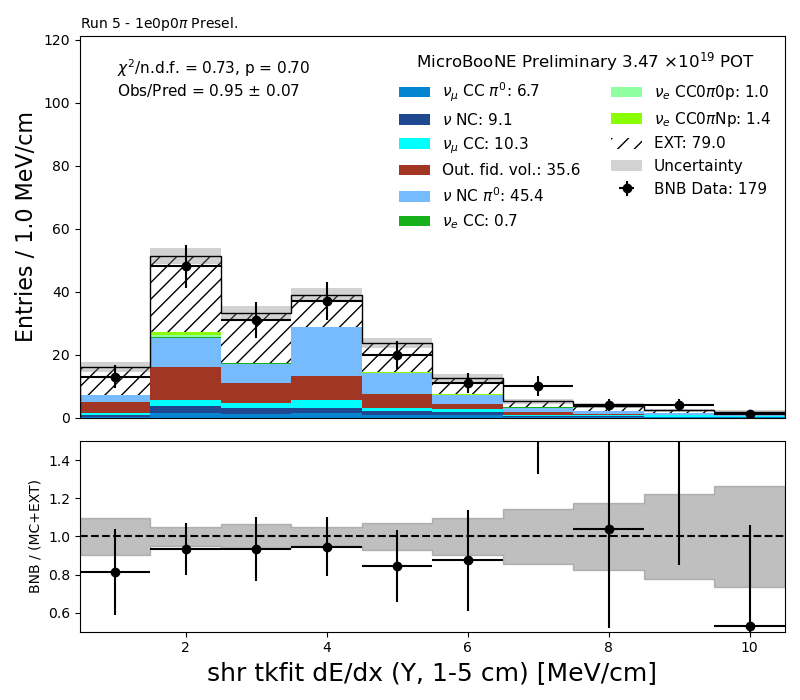 Run 5 - 1e0p0π Presel.
χ²/n.d.f. = 0.73, p = 0.70
Obs/Pred = 0.95 ± 0.07
MicroBooNE Preliminary 3.47 ×10¹⁹ POT
ν_μ CC π⁰: 6.7
ν NC: 9.1
ν_μ CC: 10.3
Out. fid. vol.: 35.6
ν NC π⁰: 45.4
ν_e CC: 0.7
ν_e CC0π0p: 1.0
ν_e CC0πNp: 1.4
EXT: 79.0
Uncertainty
BNB Data: 179
Entries / 1.0 MeV/cm
120
100
80
60
40
20
0
BNB / (MC+EXT)
1.4
1.2
1.0
0.8
0.6
2 4 6 8 10
shr tkfit dE/dx (Y, 1-5 cm) [MeV/cm]